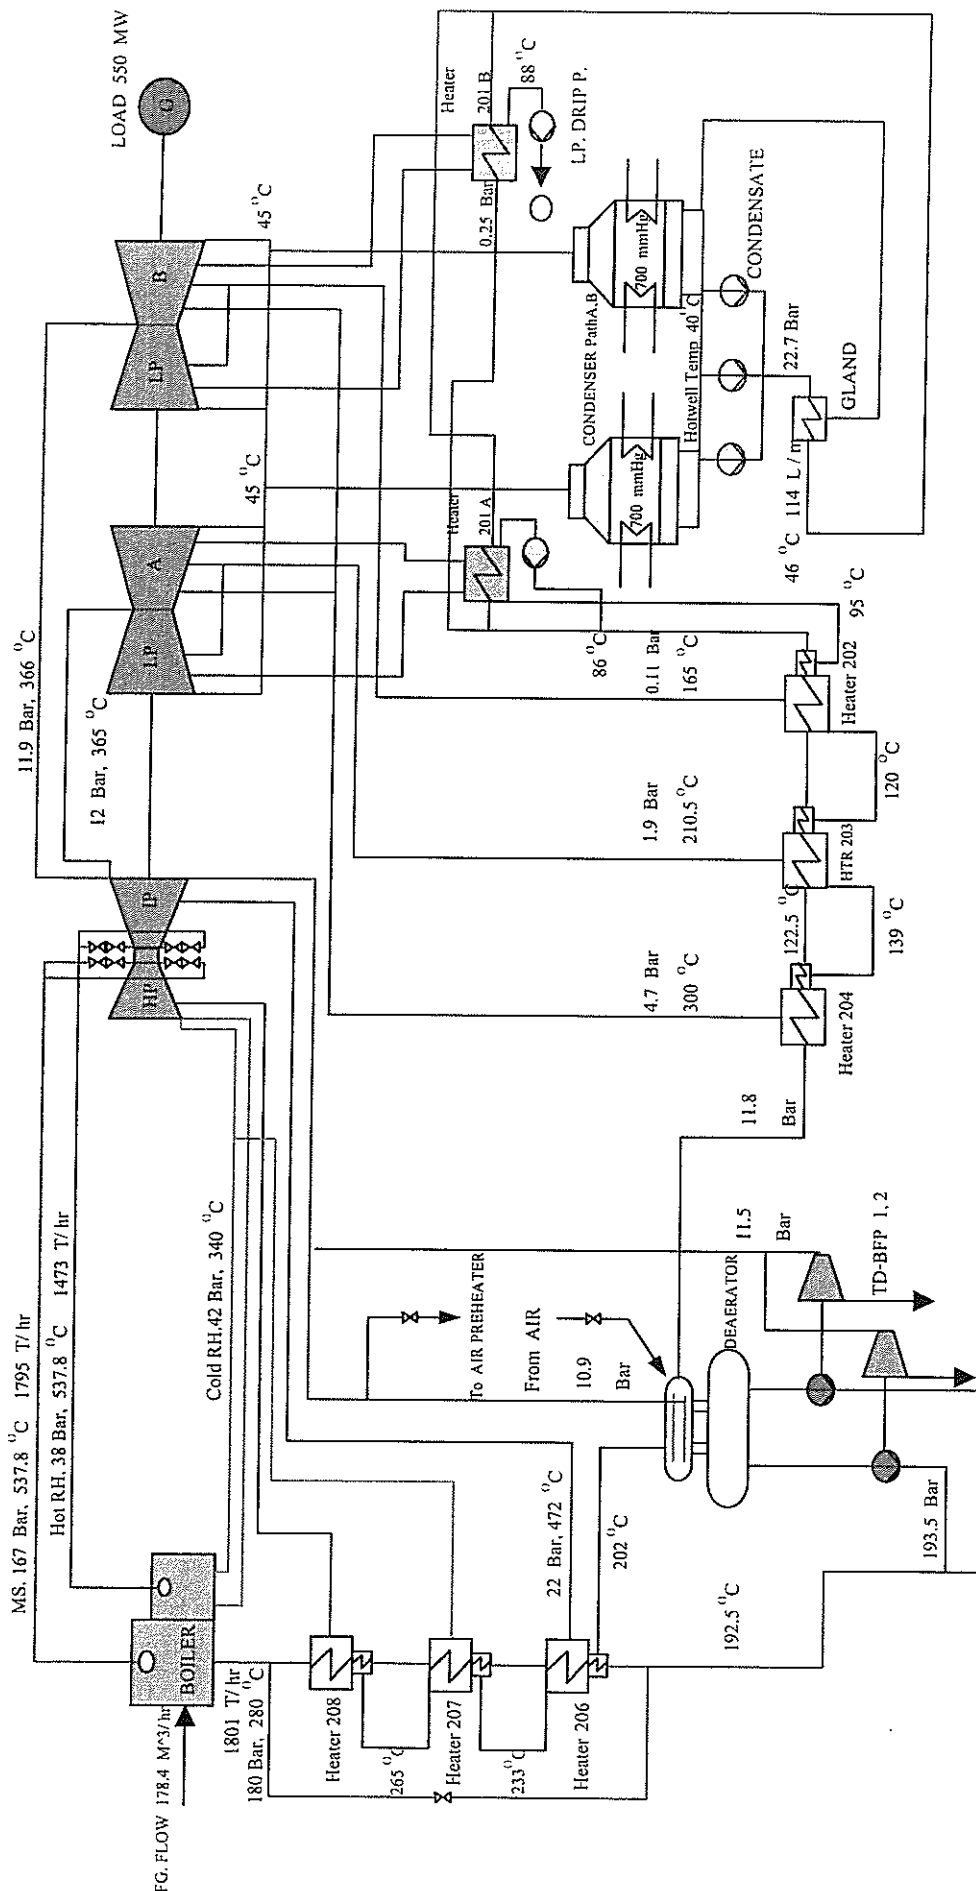 LOAD 550 MW
G
MS. 167 Bar, 537.8 °C 1795 T/hr
Hot RH. 38 Bar, 537.8 °C 1473 T/hr
Cold RH.42 Bar, 340 °C
11.9 Bar, 366 °C
12 Bar, 365 °C
HP
IP
LP
A
LP
B
45 °C
45 °C
FG. FLOW 178.4 M^3/hr
BOILER
1801 T/hr
180 Bar, 280 °C
Heater 208
265 °C
Heater 207
233 °C
Heater 206
22 Bar, 472 °C
202 °C
192.5 °C
193.5 Bar
To AIR PREHEATER
From AIR
10.9
Bar
DEAERATOR
11.5
Bar
TD-BFP 1, 2
11.8
Bar
4.7 Bar
300 °C
Heater 204
122.5 °C
139 °C
1.9 Bar
210.5 °C
HTR 203
120 °C
0.11 Bar
165 °C
Heater 202
95 °C
86 °C
Heater
201 A
Heater
201 B
0.25 Bar
88 °C
L.P. DRIP P.
CONDENSER PathA,B
700 mmHg
700 mmHg
Hotwell Temp 40 °C
CONDENSATE
22.7 Bar
GLAND
46 °C 114 L / m